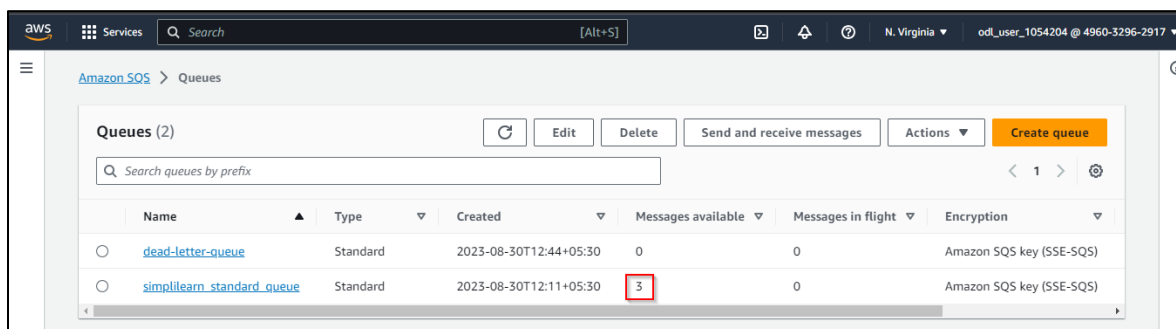 aws Services Search [Alt+S] N. Virginia ▼ odl_user_1054204 @ 4960-3296-2917 ▼
Amazon SQS > Queues
Queues (2) Edit Delete Send and receive messages Actions ▼ Create queue
Search queues by prefix < 1 >
Name ▲ Type ▽ Created ▽ Messages available ▽ Messages in flight ▽ Encryption ▽
dead-letter-queue Standard 2023-08-30T12:44+05:30 0 0 Amazon SQS key (SSE-SQS)
simplilearn_standard_queue Standard 2023-08-30T12:11+05:30 3 0 Amazon SQS key (SSE-SQS)